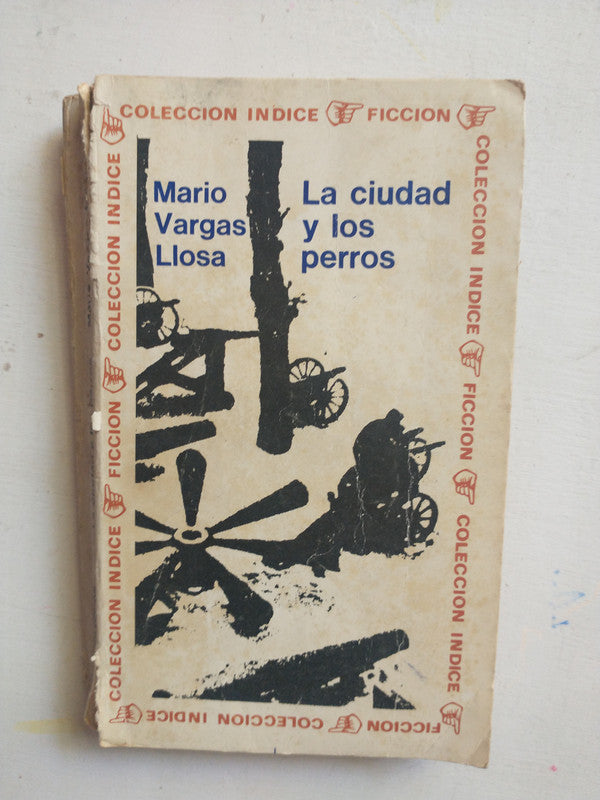 COLECCION INDICE FICCION
COLECCION INDICE FICCION COLECCION INDICE
FICCION COLECCION INDICE
COLECCION INDICE FICCION COLECCION INDICE
Mario
Vargas
Llosa
La ciudad
y los
perros